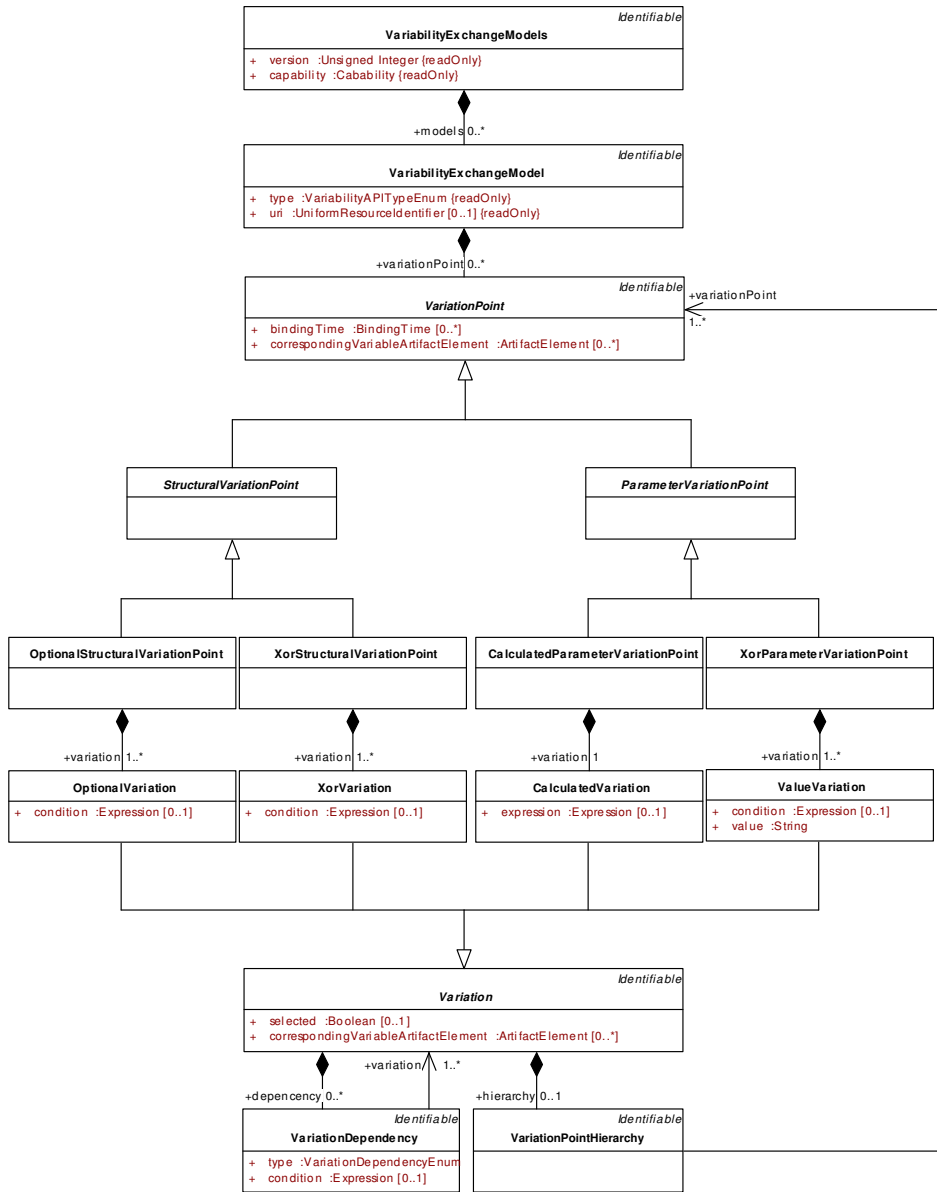 Identifiable
VariabilityExchangeModels
+ version :Unsigned Integer {readOnly}
+ capability :Cabability {readOnly}
+models 0..*
Identifiable
VariabilityExchangeModel
+ type :VariabilityAPITypeEnum {readOnly}
+ uri :UniformResourceIdentifier [0..1] {readOnly}
+variationPoint 0..*
Identifiable
VariationPoint
+ bindingTime :BindingTime [0..*]
+ correspondingVariableArtifactElement :ArtifactElement [0..*]
+variationPoint
1..*
StructuralVariationPoint
ParameterVariationPoint
OptionalStructuralVariationPoint
XorStructuralVariationPoint
CalculatedParameterVariationPoint
XorParameterVariationPoint
+variation 1..*
+variation 1..*
+variation 1
+variation 1..*
OptionalVariation
+ condition :Expression [0..1]
XorVariation
+ condition :Expression [0..1]
CalculatedVariation
+ expression :Expression [0..1]
ValueVariation
+ condition :Expression [0..1]
+ value :String
Identifiable
Variation
+ selected :Boolean [0..1]
+ correspondingVariableArtifactElement :ArtifactElement [0..*]
+variation 1..*
+depencency 0..*
+hierarchy 0..1
Identifiable
VariationDependency
+ type :VariationDependencyEnum
+ condition :Expression [0..1]
Identifiable
VariationPointHierarchy